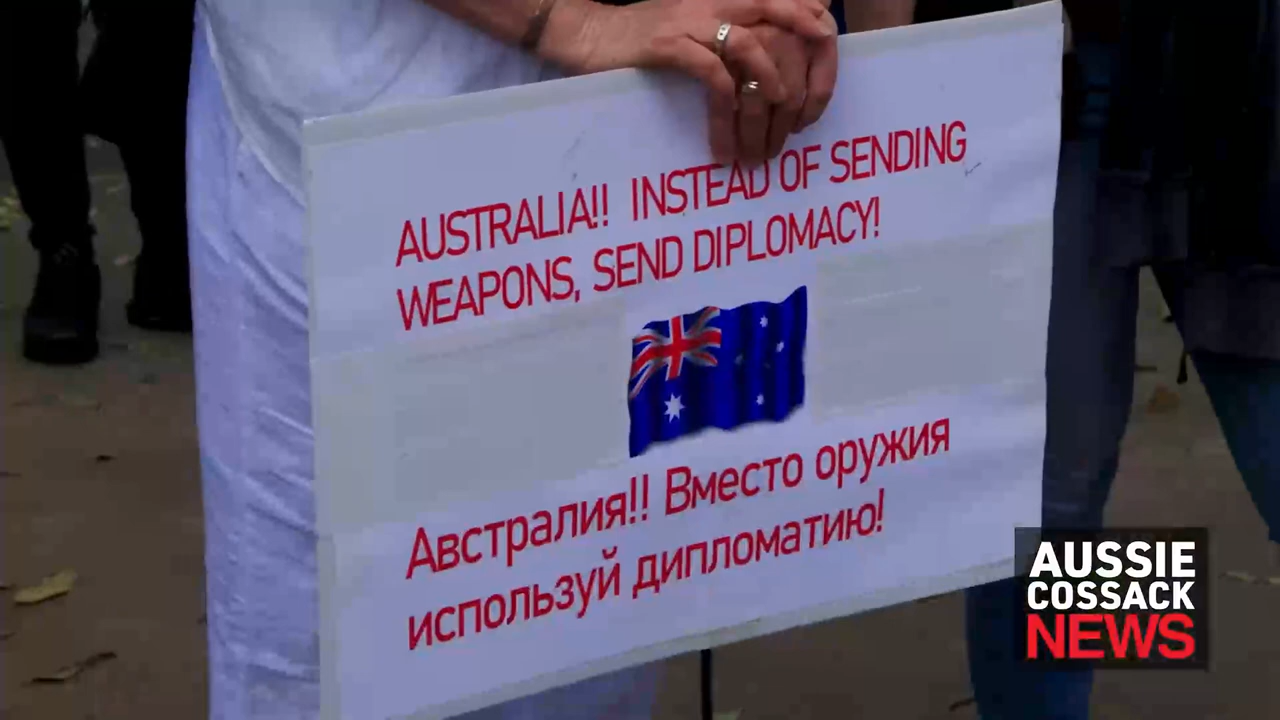 AUSTRALIA!! INSTEAD OF SENDING
WEAPONS, SEND DIPLOMACY!
Австралия!! Вместо оружия
используй дипломатию!
AUSSIE
COSSACK
NEWS